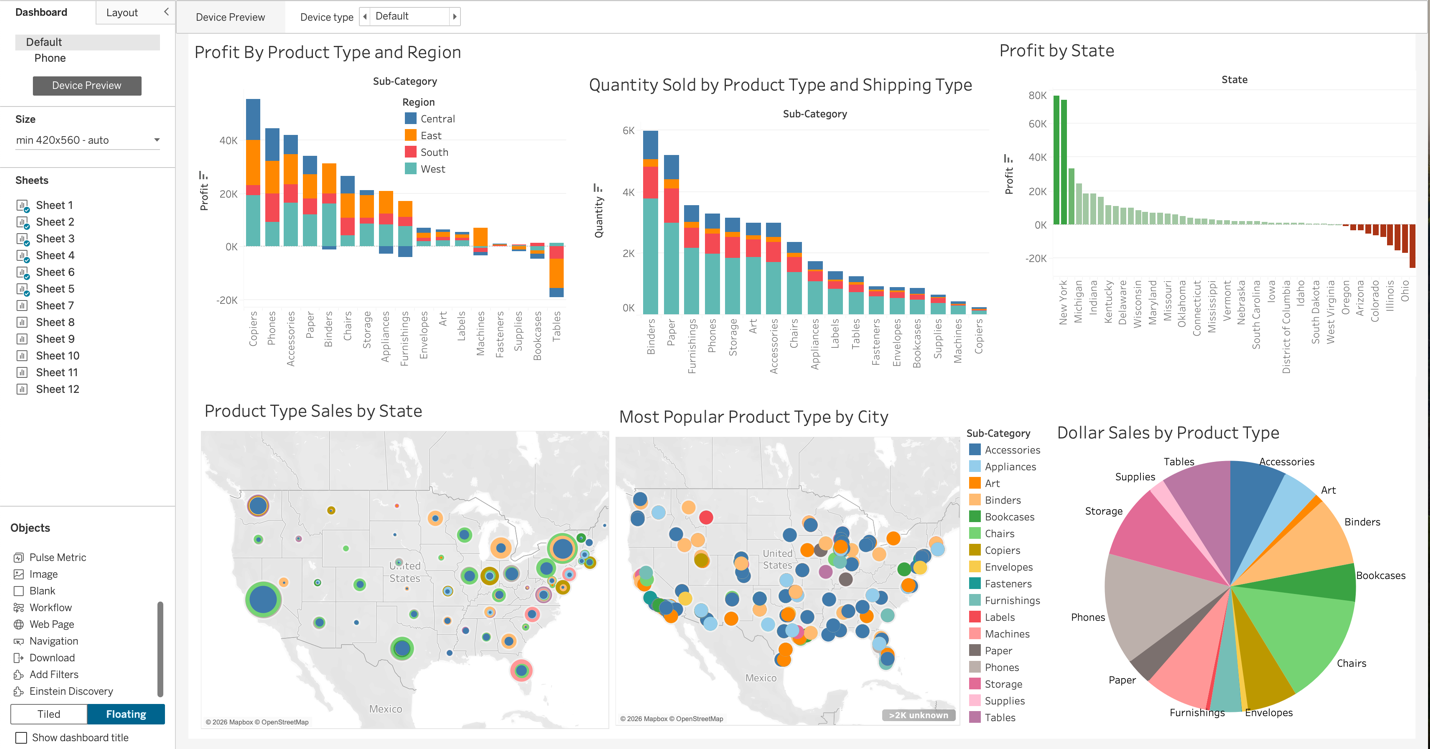 Dashboard
Layout
Default
Phone
Device Preview
Size
min 420x560 - auto
Sheets
Sheet 1
Sheet 2
Sheet 3
Sheet 4
Sheet 6
Sheet 5
Sheet 7
Sheet 8
Sheet 9
Sheet 10
Sheet 11
Sheet 12
Objects
Pulse Metric
Image
Blank
Workflow
Web Page
Navigation
Download
Add Filters
Einstein Discovery
Tiled
Floating
Show dashboard title
Device Preview
Device type
Default
Profit By Product Type and Region
Sub-Category
Region
Central
East
South
West
Profit
40K
20K
0K
-20K
Copiers
Phones
Accessories
Paper
Binders
Chairs
Storage
Appliances
Furnishings
Envelopes
Art
Labels
Machines
Fasteners
Supplies
Bookcases
Tables
Quantity Sold by Product Type and Shipping Type
Sub-Category
Quantity
6K
4K
2K
0K
Binders
Paper
Furnishings
Phones
Storage
Art
Accessories
Chairs
Appliances
Labels
Tables
Fasteners
Envelopes
Bookcases
Supplies
Machines
Copiers
Profit by State
State
Profit
80K
60K
40K
20K
0K
-20K
New York
Michigan
Indiana
Kentucky
Delaware
Wisconsin
Maryland
Missouri
Oklahoma
Connecticut
Mississippi
Vermont
Nebraska
South Carolina
Iowa
District of Columbia
Idaho
South Dakota
West Virginia
Oregon
Arizona
Colorado
Illinois
Ohio
Product Type Sales by State
United
States
Mexico
© 2026 Mapbox © OpenStreetMap
Most Popular Product Type by City
United
States
Mexico
© 2026 Mapbox © OpenStreetMap
>2K unknown
Sub-Category
Accessories
Appliances
Art
Binders
Bookcases
Chairs
Copiers
Envelopes
Fasteners
Furnishings
Labels
Machines
Paper
Phones
Storage
Supplies
Tables
Dollar Sales by Product Type
Tables
Accessories
Supplies
Art
Storage
Binders
Bookcases
Phones
Chairs
Paper
Furnishings
Envelopes